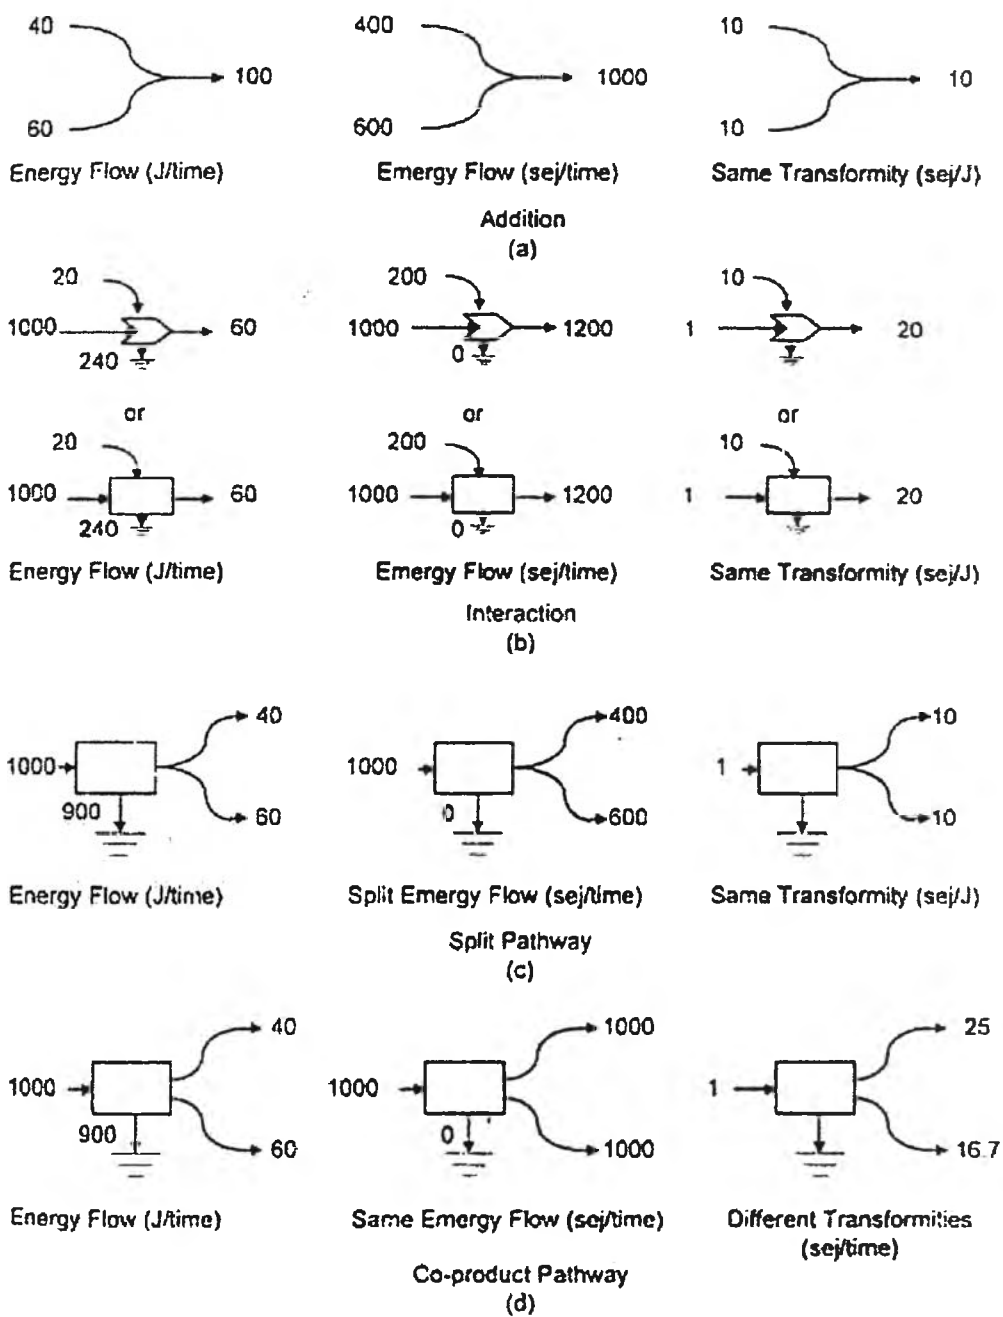 40 400 10
100 1000 10
60 600 10
Energy Flow (J/time) Emergy Flow (sej/time) Same Transformity (sej/J)
Addition
(a)
20 200 10
1000 60 1000 1200 1 20
240 0
or or or
20 200 10
1000 60 1000 1200 1 20
240 0
Energy Flow (J/time) Emergy Flow (sej/time) Same Transformity (sej/J)
Interaction
(b)
40 400 10
1000 1000 1
900 0
60 600 10
Energy Flow (J/time) Split Emergy Flow (sej/time) Same Transformity (sej/J)
Split Pathway
(c)
40 1000 25
1000 1000 1
900 0
60 1000 16.7
Energy Flow (J/time) Same Emergy Flow (sej/time) Different Transformities
(sej/time)
Co-product Pathway
(d)